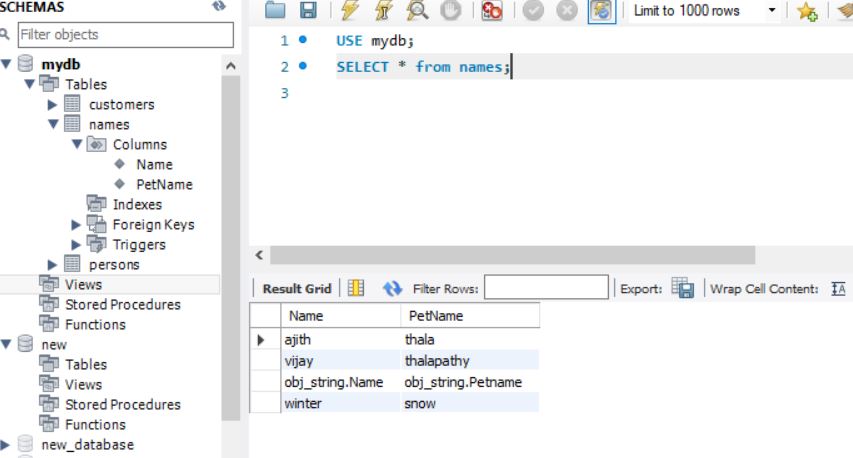 SCHEMAS
Filter objects
mydb
Tables
customers
names
Columns
Name
PetName
Indexes
Foreign Keys
Triggers
persons
Views
Stored Procedures
Functions
new
Tables
Views
Stored Procedures
Functions
new_database
Limit to 1000 rows
1 USE mydb;
2 SELECT * from names;
3
Result Grid Filter Rows: Export: Wrap Cell Content: IA
Name PetName
ajith thala
vijay thalapathy
obj_string.Name obj_string.Petname
winter snow